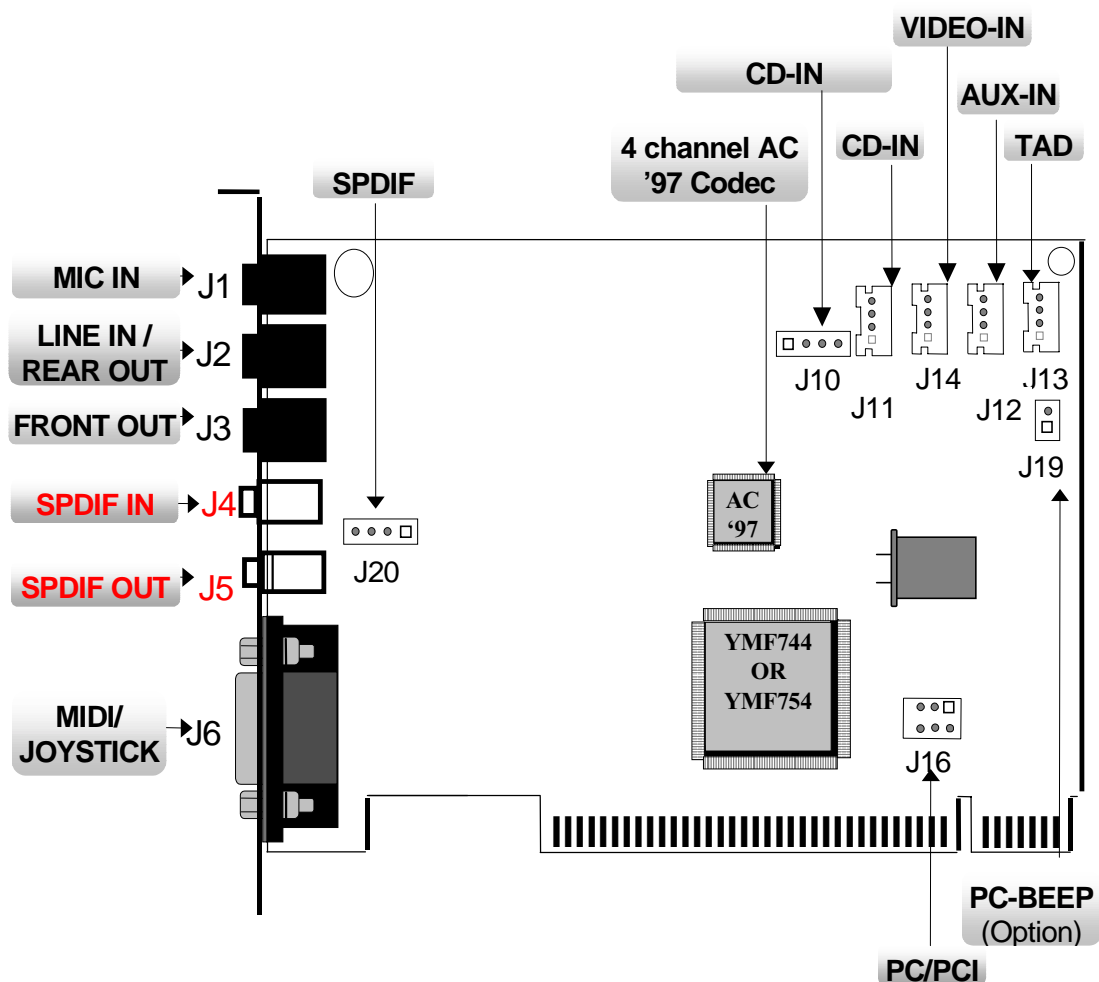 VIDEO-IN
CD-IN
AUX-IN
4 channel AC
’97 Codec
CD-IN
TAD
SPDIF
MIC IN
J1
LINE IN /
REAR OUT
J2
FRONT OUT
J3
SPDIF IN
J4
SPDIF OUT
J5
MIDI/
JOYSTICK
J6
J20
J10
J11
J14
J12
J13
J19
AC
‘97
YMF744
OR
YMF754
J16
PC-BEEP
(Option)
PC/PCI